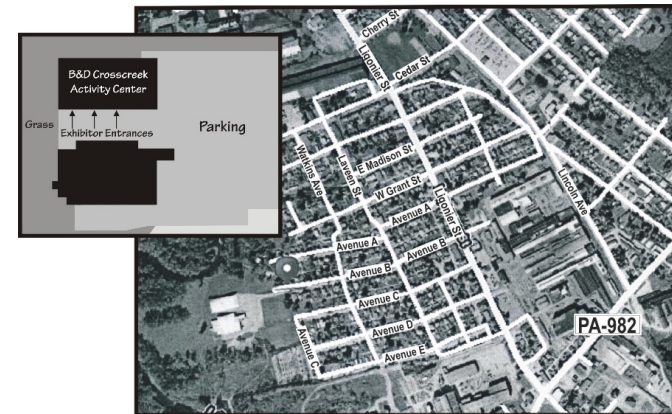 B&D Crosscreek
Activity Center
Grass
Exhibitor Entrances
Parking
Cherry St
Ligonier St
Cedar St
E Madison St
W Grant St
Watkins Ave
Laveen St
Avenue A
Ligonier St
Lincoln Ave
Avenue A
Avenue B
Avenue B
Avenue C
Avenue D
Avenue C
Avenue E
PA-982